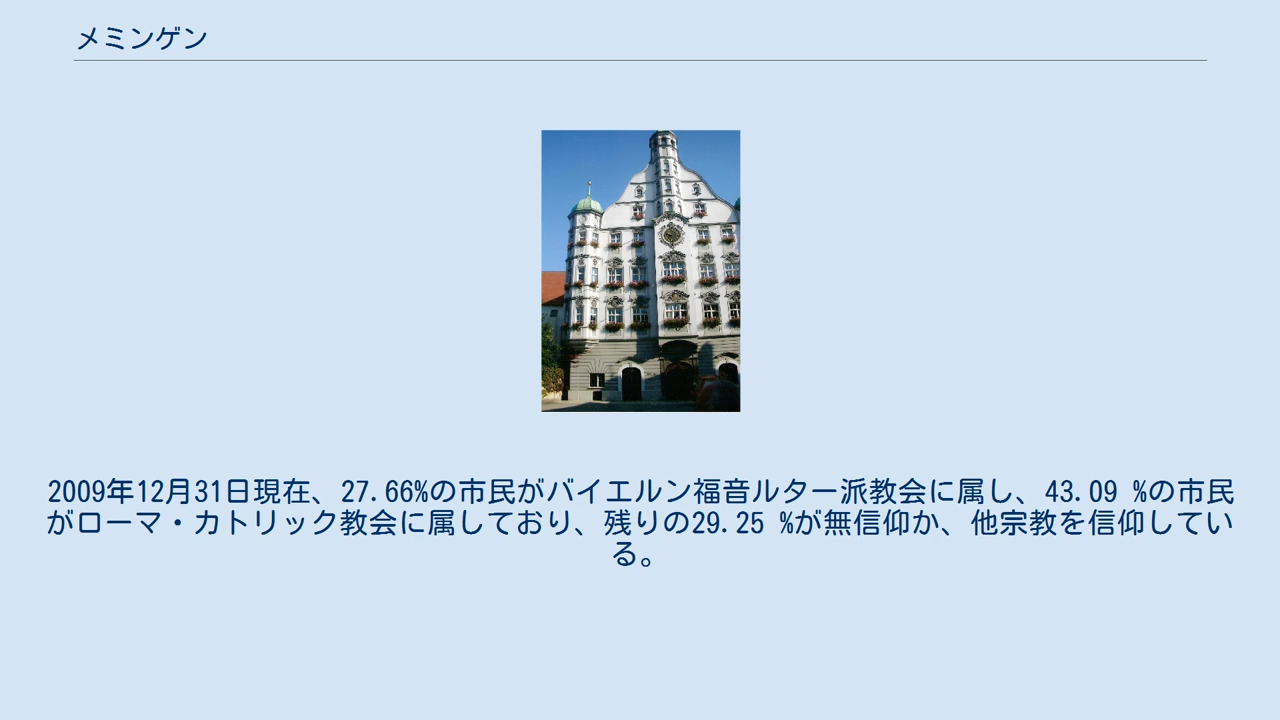 メミンゲン
2009年12月31日現在、27.66%の市民がバイエルン福音ルター派教会に属し、43.09 %の市民
がローマ・カトリック教会に属しており、残りの29.25 %が無信仰か、他宗教を信仰してい
る。